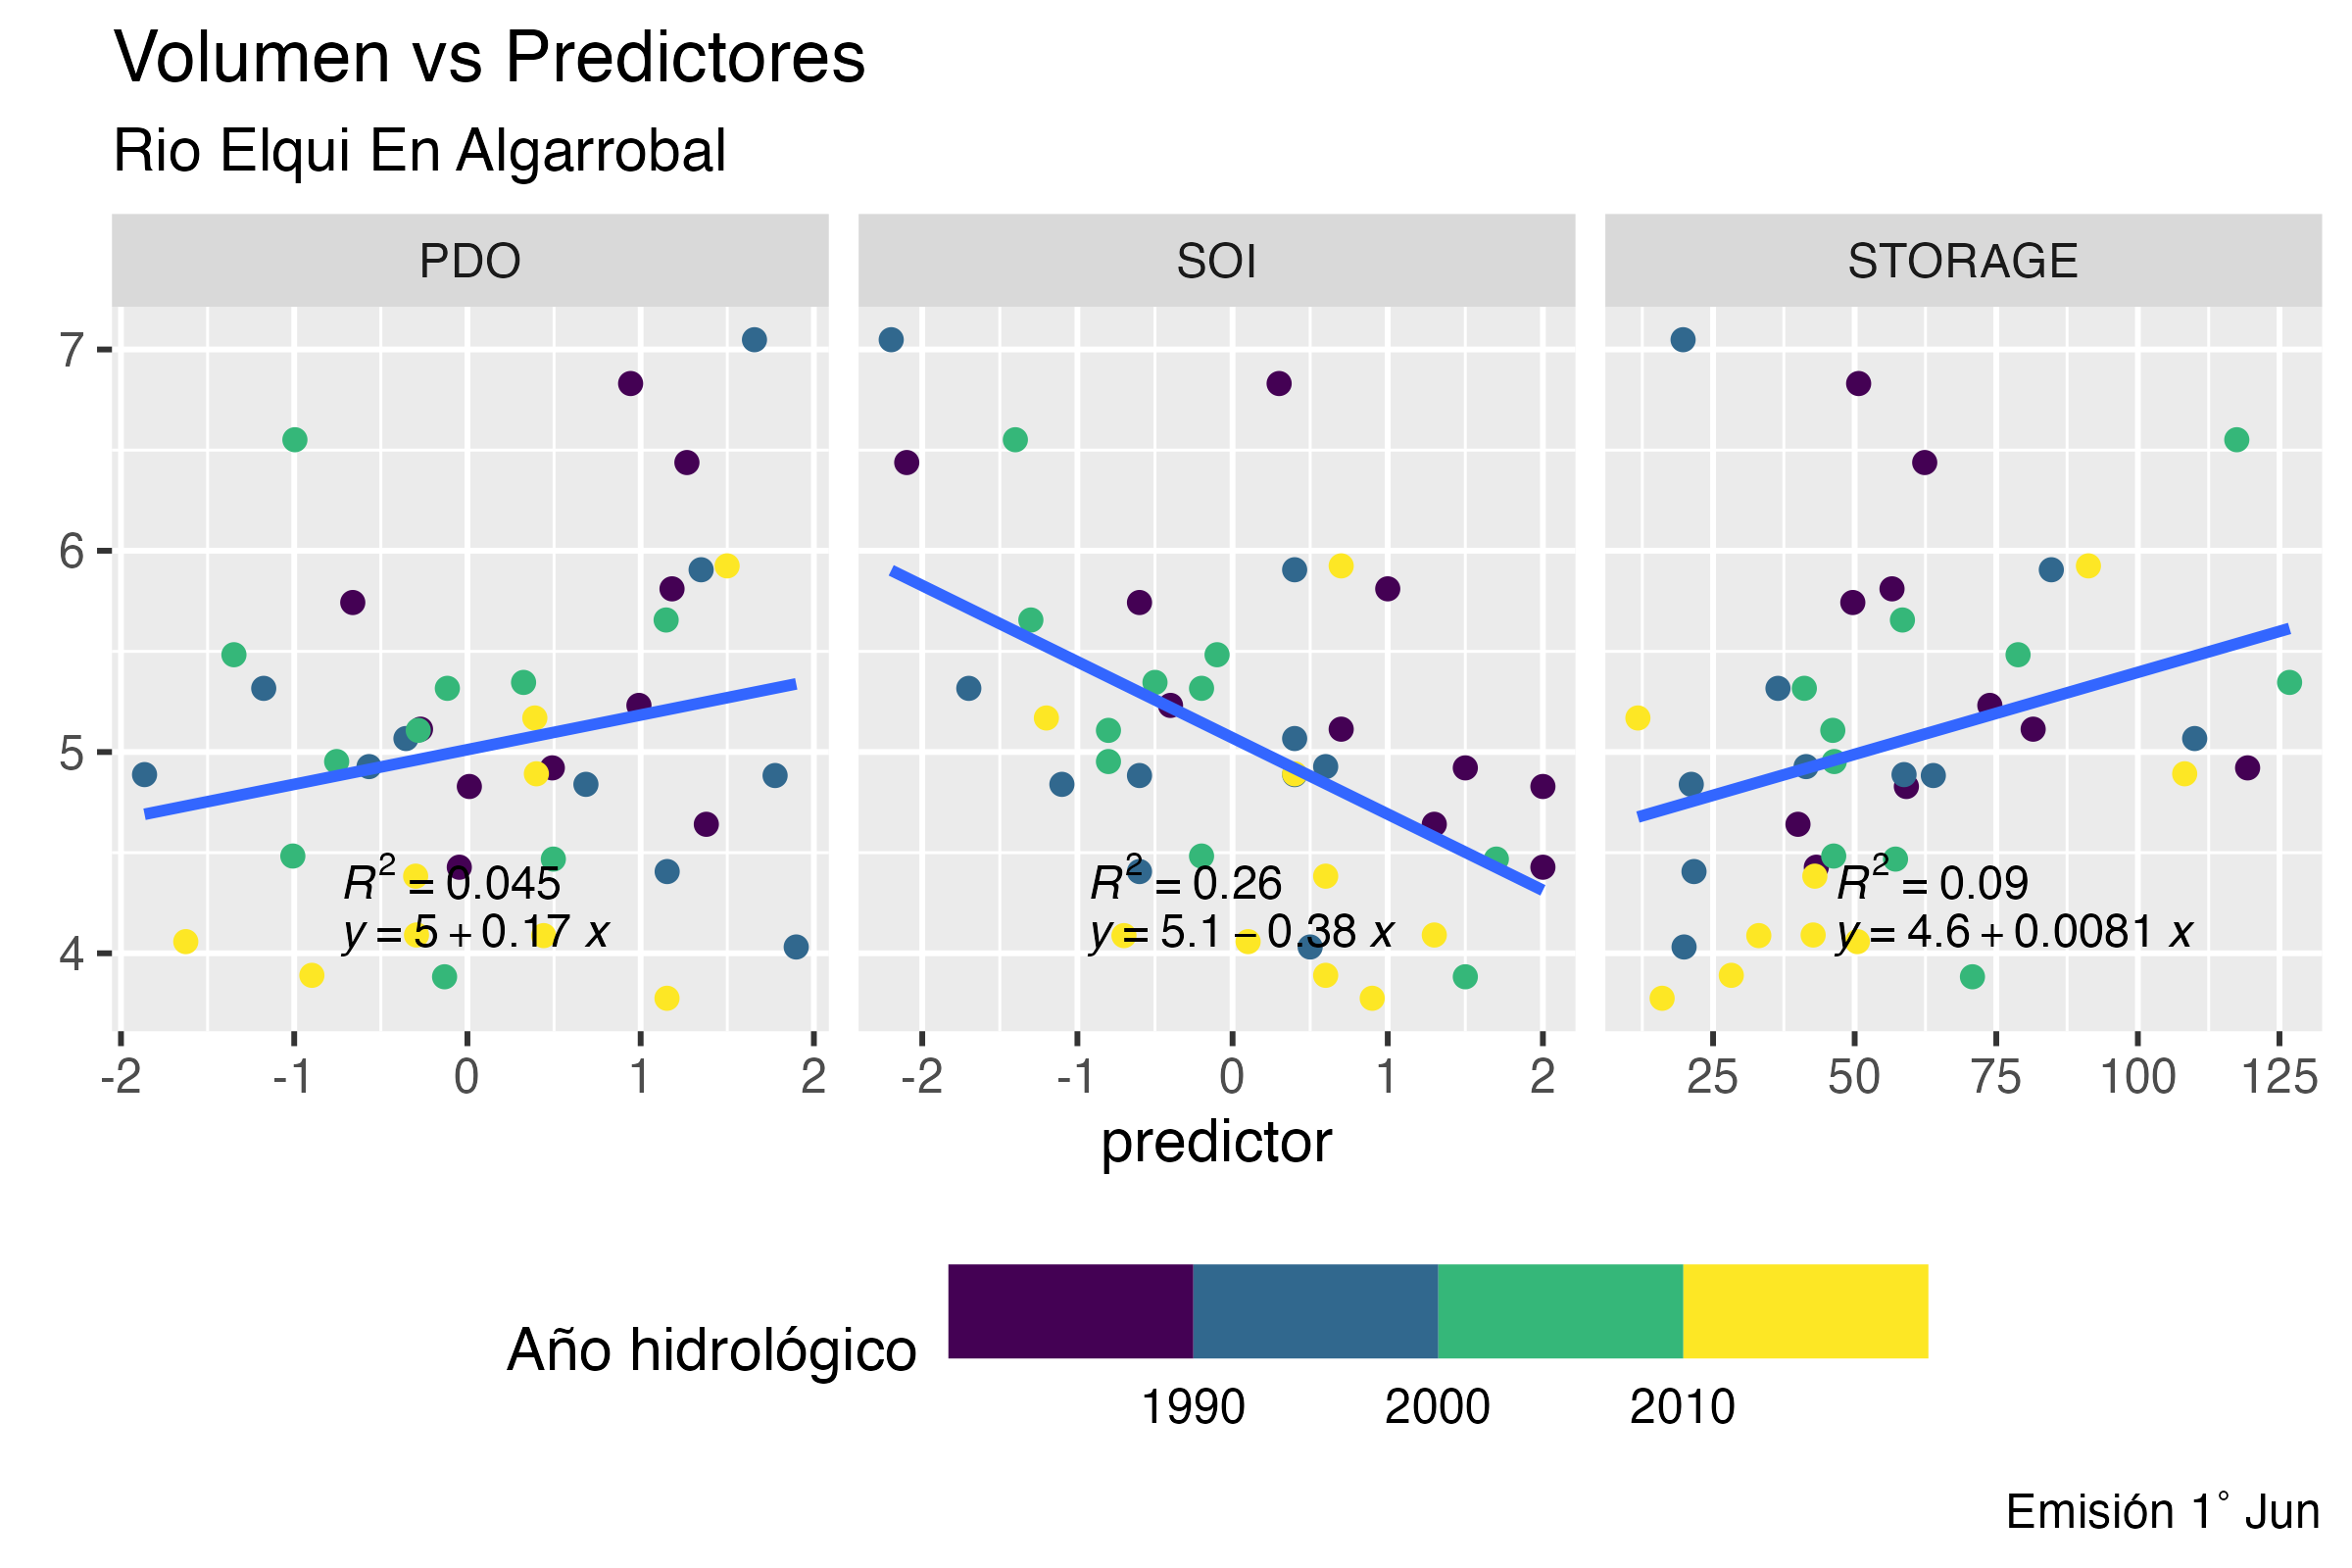 Volumen vs Predictores
Rio Elqui En Algarrobal
PDO SOI STORAGE
7
6
5
4
R² = 0.045
y = 5 + 0.17 x
R² = 0.26
y = 5.1 − 0.38 x
R² = 0.09
y = 4.6 + 0.0081 x
-2 -1 0 1 2 -2 -1 0 1 2 25 50 75 100 125
predictor
Año hidrológico
1990 2000 2010
Emisión 1° Jun